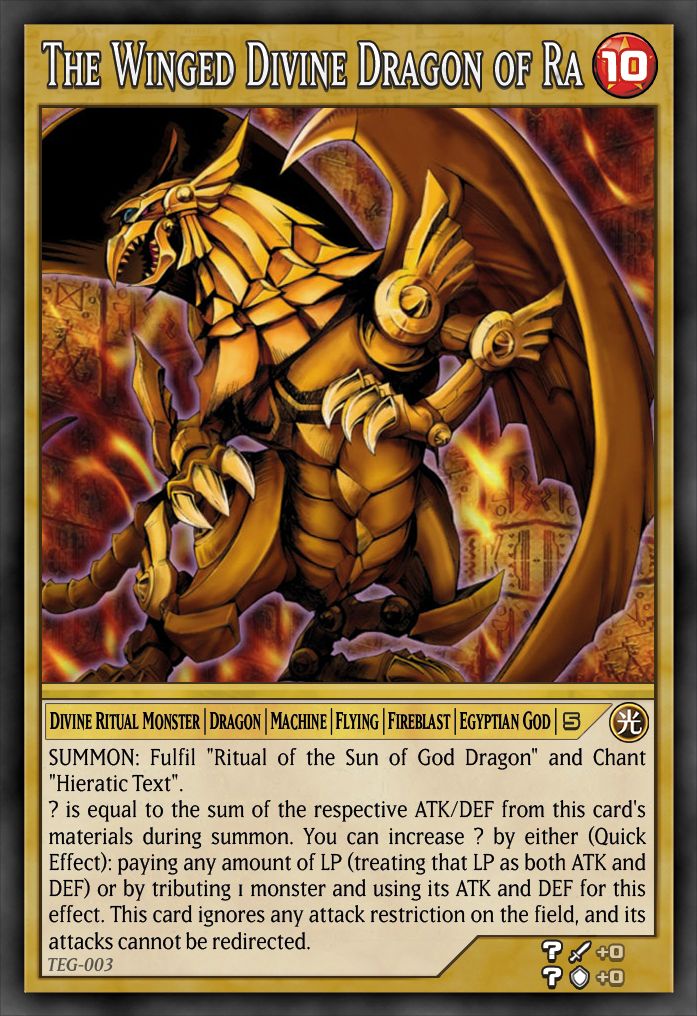 THE WINGED DIVINE DRAGON OF RA 10
DIVINE RITUAL MONSTER|DRAGON|MACHINE|FLYING|FIREBLAST|EGYPTIAN GOD| 5 光
SUMMON: Fulfil "Ritual of the Sun of God Dragon" and Chant
"Hieratic Text".
? is equal to the sum of the respective ATK/DEF from this card's
materials during summon. You can increase ? by either (Quick
Effect): paying any amount of LP (treating that LP as both ATK and
DEF) or by tributing 1 monster and using its ATK and DEF for this
effect. This card ignores any attack restriction on the field, and its
attacks cannot be redirected.
? +0
TEG-003
? +0